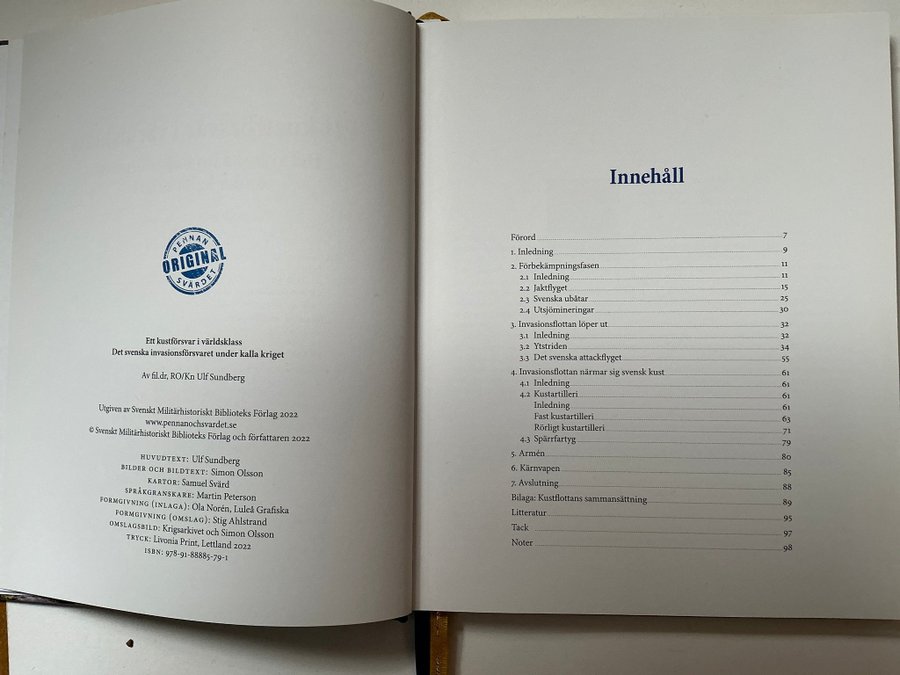 PENNAN
ORIGINAL
SVÄRDET
Ett kustförsvar i världsklass
Det svenska invasionsförsvaret under kalla kriget
Av fil.dr, RO/Kn Ulf Sundberg
Utgiven av Svenskt Militärhistoriskt Biblioteks Förlag 2022
www.pennanochsvardet.se
© Svenskt Militärhistoriskt Biblioteks Förlag och författaren 2022
HUVUDTEXT: Ulf Sundberg
BILDER OCH BILDTEXT: Simon Olsson
KARTOR: Samuel Svärd
SPRÅKGRANSKARE: Martin Peterson
FORMGIVNING (INLAGA): Ola Norén, Luleå Grafiska
FORMGIVNING (OMSLAG): Stig Ahlstrand
OMSLAGSBILD: Krigsarkivet och Simon Olsson
TRYCK: Livonia Print, Lettland 2022
ISBN: 978-91-88885-79-1
Innehåll
Förord 7
1. Inledning 9
2. Förbekämpningsfasen 11
2.1 Inledning 11
2.2 Jaktflyget 15
2.3 Svenska ubåtar 25
2.4 Utsjömineringar 30
3. Invasionsflottan löper ut 32
3.1 Inledning 32
3.2 Ytstriden 34
3.3 Det svenska attackflyget 55
4. Invasionsflottan närmar sig svensk kust 61
4.1 Inledning 61
4.2 Kustartilleri 61
Inledning 61
Fast kustartilleri 63
Rörligt kustartilleri 71
4.3 Spärrfartyg 79
5. Armén 80
6. Kärnvapen 85
7. Avslutning 88
Bilaga: Kustflottans sammansättning 89
Litteratur 95
Tack 97
Noter 98